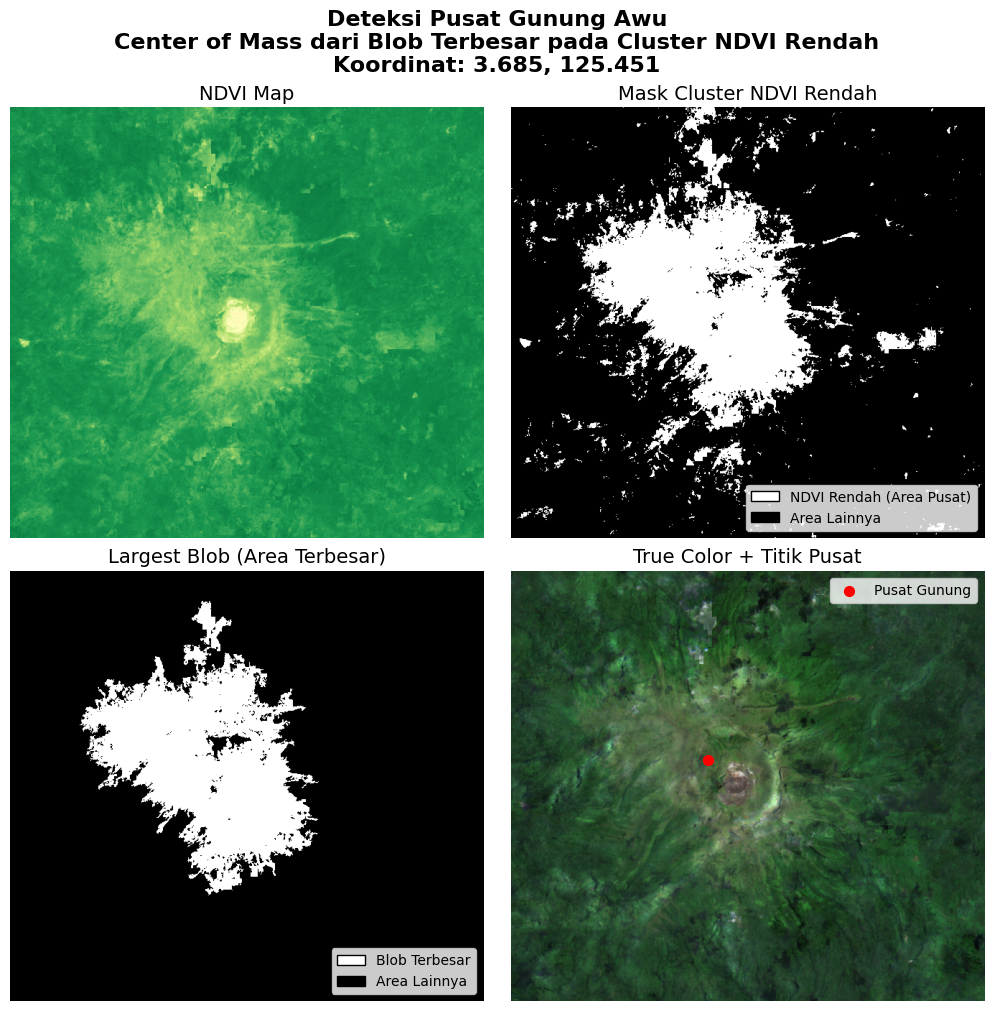 Deteksi Pusat Gunung Awu
Center of Mass dari Blob Terbesar pada Cluster NDVI Rendah
Koordinat: 3.685, 125.451
NDVI Map
Mask Cluster NDVI Rendah
NDVI Rendah (Area Pusat)
Area Lainnya
Largest Blob (Area Terbesar)
Blob Terbesar
Area Lainnya
True Color + Titik Pusat
Pusat Gunung